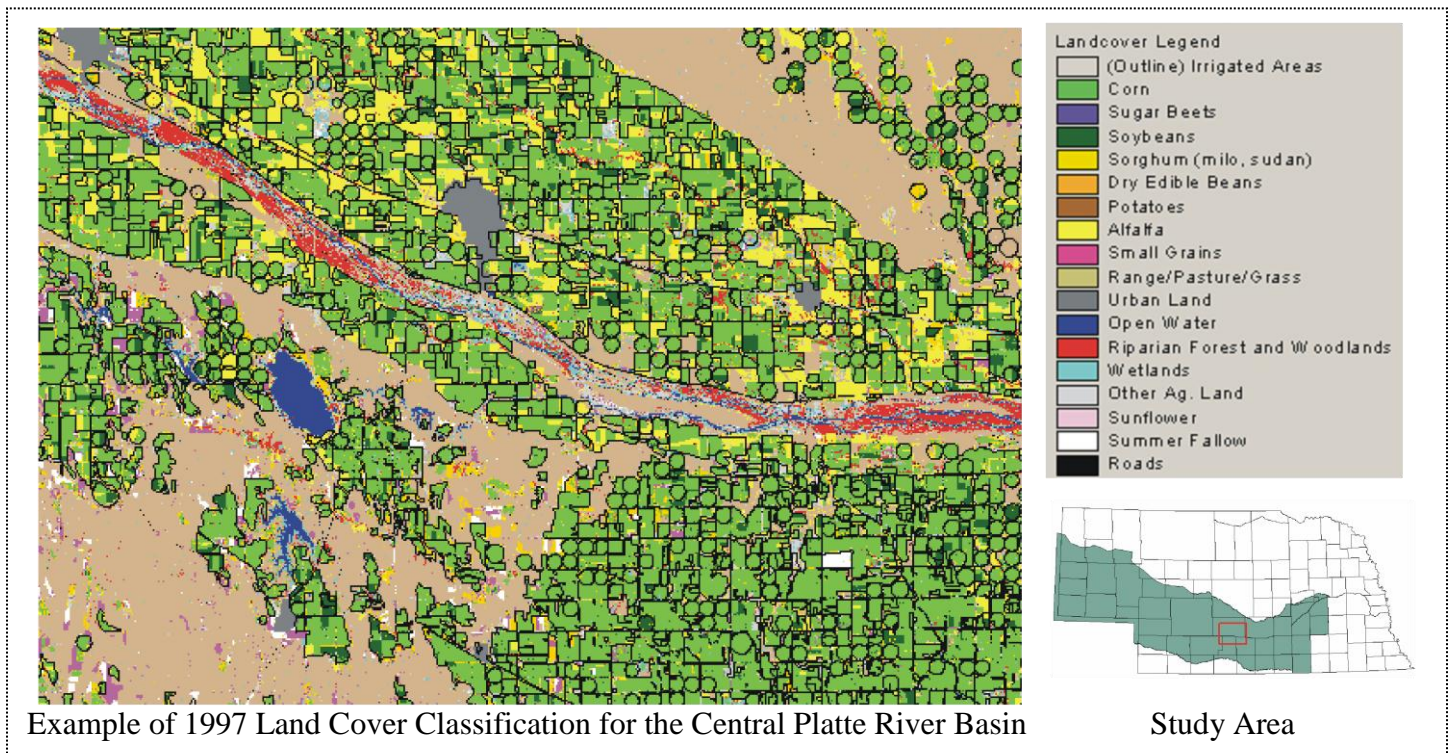 Landcover Legend
(Outline) Irrigated Areas
Corn
Sugar Beets
Soybeans
Sorghum (milo, sudan)
Dry Edible Beans
Potatoes
Alfalfa
Small Grains
Range/Pasture/Grass
Urban Land
Open Water
Riparian Forest and Woodlands
Wetlands
Other Ag. Land
Sunflower
Summer Fallow
Roads
Example of 1997 Land Cover Classification for the Central Platte River Basin
Study Area